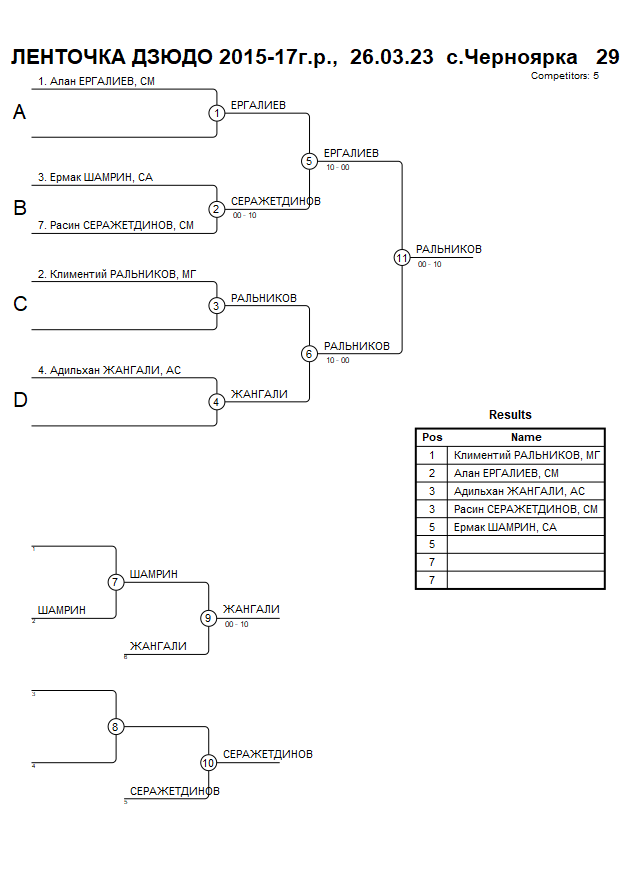 ЛЕНТОЧКА ДЗЮДО 2015-17г.р., 26.03.23 с.Черноярка 29
Competitors: 5
1. Алан ЕРГАЛИЕВ, СМ
A
1
ЕРГАЛИЕВ
5
ЕРГАЛИЕВ
10 - 00
3. Ермак ШАМРИН, СА
B
2
СЕРАЖЕТДИНОВ
00 - 10
7. Расин СЕРАЖЕТДИНОВ, СМ
11
РАЛЬНИКОВ
00 - 10
2. Климентий РАЛЬНИКОВ, МГ
C
3
РАЛЬНИКОВ
6
РАЛЬНИКОВ
10 - 00
4. Адильхан ЖАНГАЛИ, АС
D
4
ЖАНГАЛИ
Results
Pos Name
1 Климентий РАЛЬНИКОВ, МГ
2 Алан ЕРГАЛИЕВ, СМ
3 Адильхан ЖАНГАЛИ, АС
3 Расин СЕРАЖЕТДИНОВ, СМ
5 Ермак ШАМРИН, СА
5
7
7
1
7
ШАМРИН
ШАМРИН
2
9
ЖАНГАЛИ
00 - 10
ЖАНГАЛИ
6
3
8
4
10
СЕРАЖЕТДИНОВ
СЕРАЖЕТДИНОВ
5